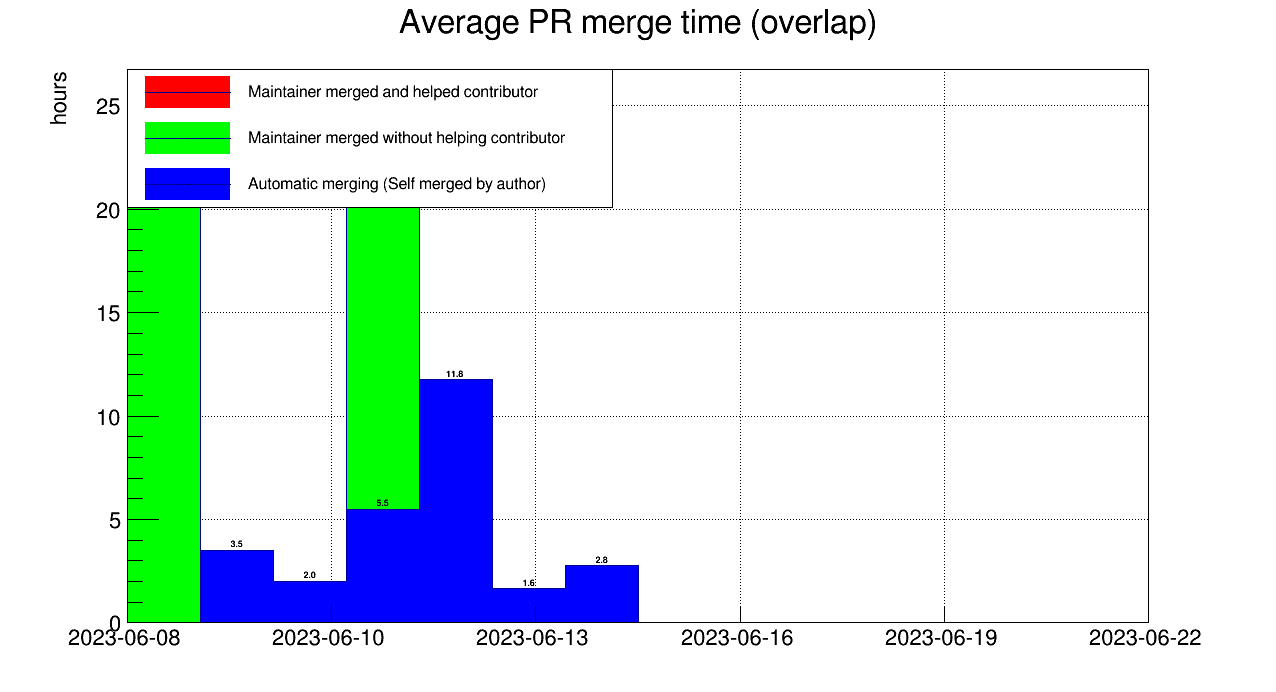 Average PR merge time (overlap)
hours
Maintainer merged and helped contributor
Maintainer merged without helping contributor
Automatic merging (Self merged by author)
25
20
15
10
5
0
11.8
5.5
3.5
2.8
2.0
1.6
2023-06-08 2023-06-10 2023-06-13 2023-06-16 2023-06-19 2023-06-22